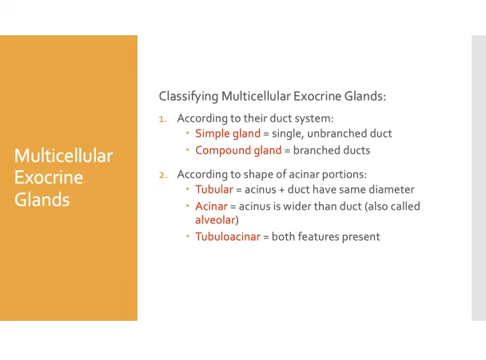 Multicellular
Exocrine
Glands
Classifying Multicellular Exocrine Glands:
1. According to their duct system:
• Simple gland = single, unbranched duct
• Compound gland = branched ducts
2. According to shape of acinar portions:
• Tubular = acinus + duct have same diameter
• Acinar = acinus is wider than duct (also called
alveolar)
• Tubuloacinar = both features present